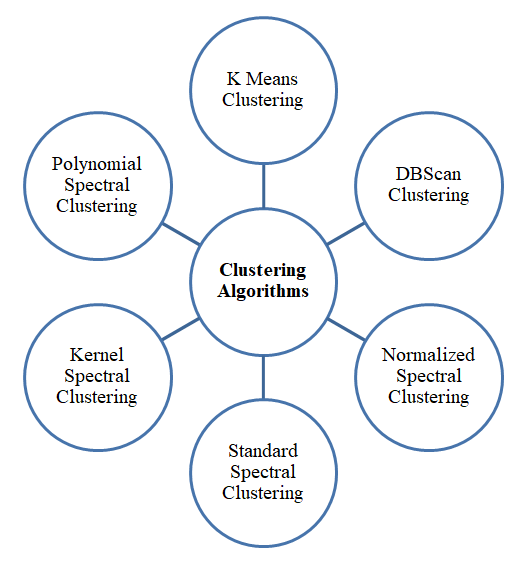 K Means
Clustering
Polynomial
Spectral
Clustering
DBScan
Clustering
Clustering
Algorithms
Kernel
Spectral
Clustering
Normalized
Spectral
Clustering
Standard
Spectral
Clustering